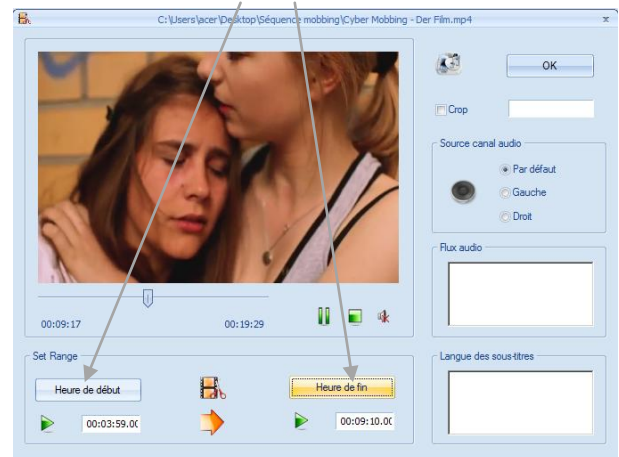 C:\Users\acer\Desktop\Séquence mobbing\Cyber Mobbing - Der Film.mp4
OK
Crop
Source canal audio
Par défaut
Gauche
Droit
Flux audio
00:09:17
00:19:29
Set Range
Heure de début
Heure de fin
00:03:59.0(
00:09:10.0(
Langue des sous-titres